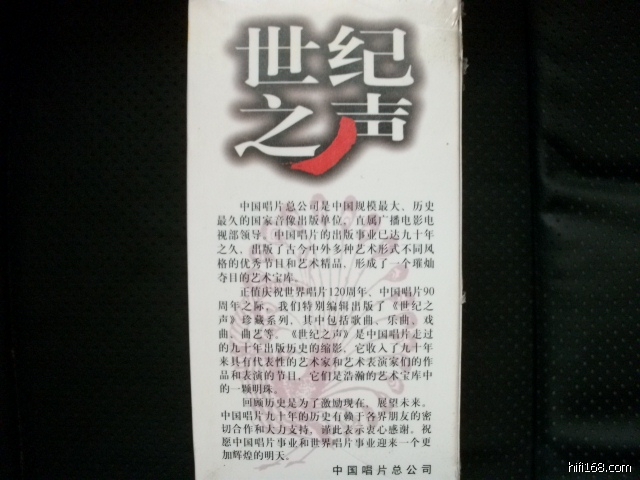 世纪
之声
中国唱片总公司是中国规模最大、历史
最久的国家音像出版单位，直属广播电影电
视部领导。中国唱片的出版事业已达九十年
之久，出版了古今中外多种艺术形式不同风
格的优秀节目和艺术精品，形成了一个璀灿
夺目的艺术宝库。
正值庆祝世界唱片120周年、中国唱片90
周年之际，我们特别编辑出版了《世纪之
声》珍藏系列，其中包括歌曲、乐曲、戏
曲、曲艺等。《世纪之声》是中国唱片走过
的九十年出版历史的缩影，它收入了九十年
来具有代表性的艺术家和艺术表演家们的作
品和表演的节目，它们是浩瀚的艺术宝库中
的一颗明珠。
回顾历史是为了激励现在，展望未来。
中国唱片九十年的历史有赖于各界朋友的密
切合作和大力支持，谨此表示衷心感谢。祝
愿中国唱片事业和世界唱片事业迎来一个更
加辉煌的明天。
中国唱片总公司
hifi168.com